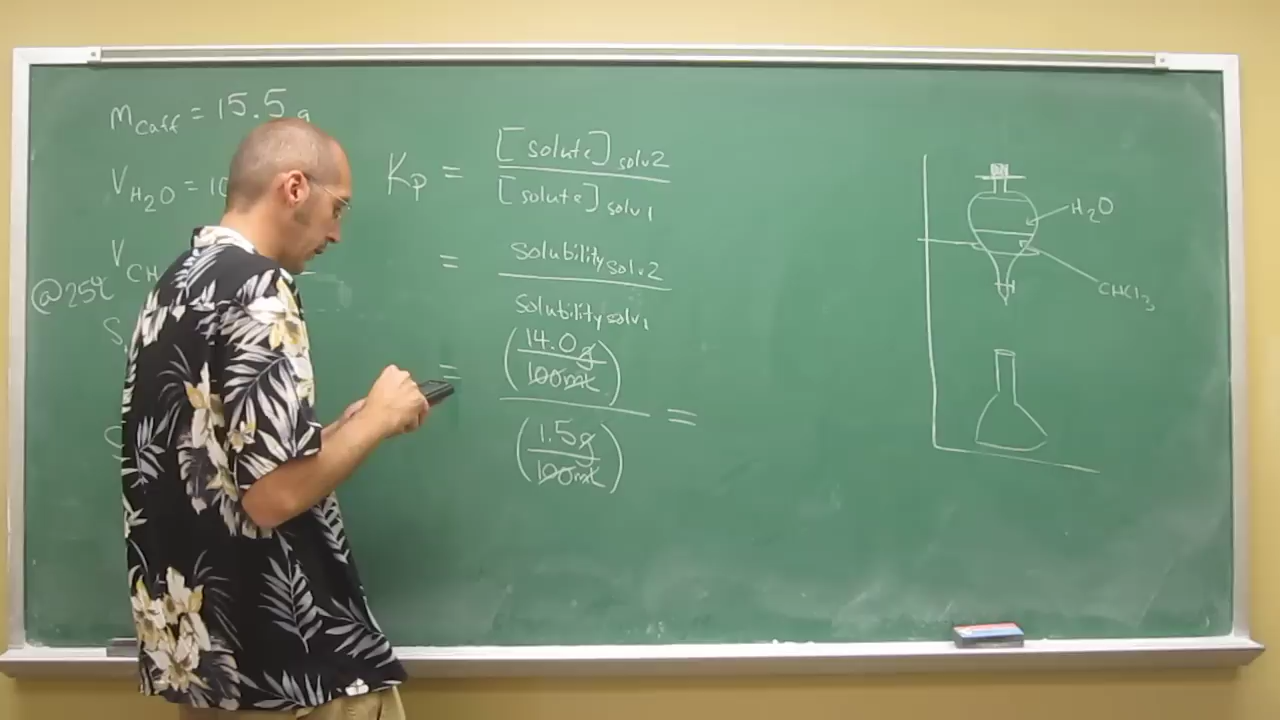 m_Caff = 15.5 g
V_H₂O = 10
V_CH
@25℃
S
K_p = [solute]_solv2 / [solute]_solv1
= solubility_solv2 / solubility_solv1
= (14.0g / 100mL) / (1.5g / 100mL) =
H₂O
CHCl₃